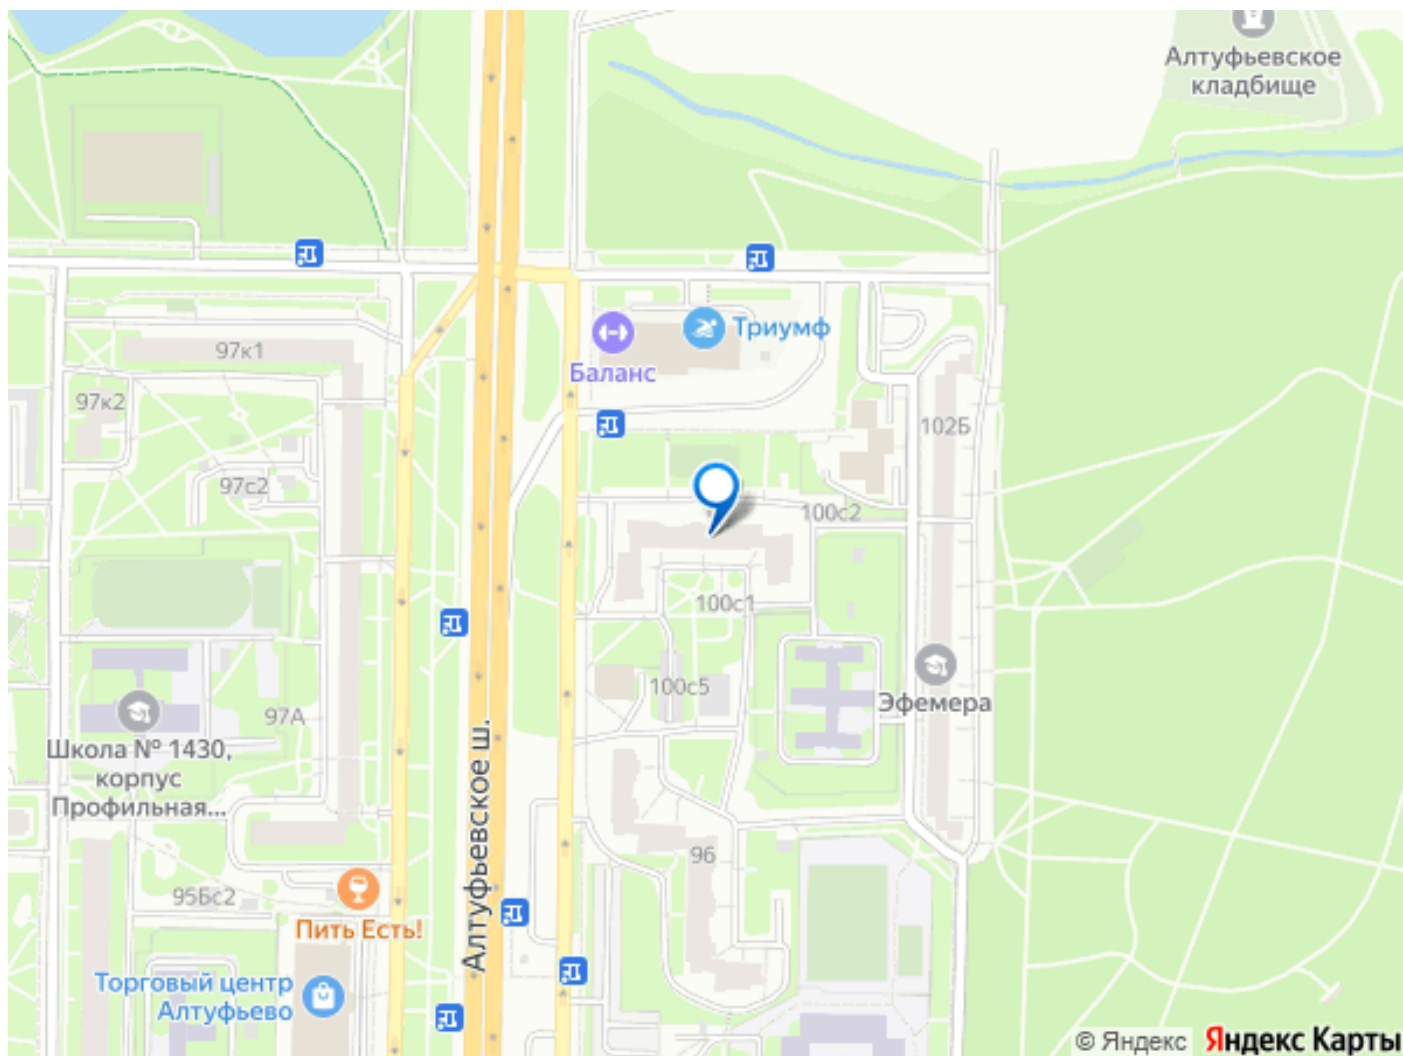 Алтуфьевское
кладбище
Триумф
97к1
Баланс
97к2
102Б
97с2
100с2
100с1
100с5
Эфемера
97А
Школа № 1430,
корпус
Профильная...
Алтуфьевское ш.
96
95Бс2
Пить Есть!
Торговый центр
Алтуфьево
© Яндекс Яндекс Карты